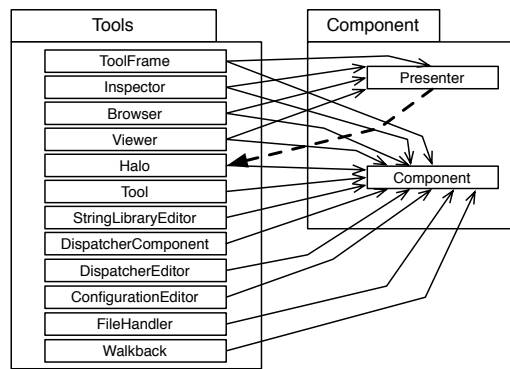 Tools
ToolFrame
Inspector
Browser
Viewer
Halo
Tool
StringLibraryEditor
DispatcherComponent
DispatcherEditor
ConfigurationEditor
FileHandler
Walkback
Component
Presenter
Component